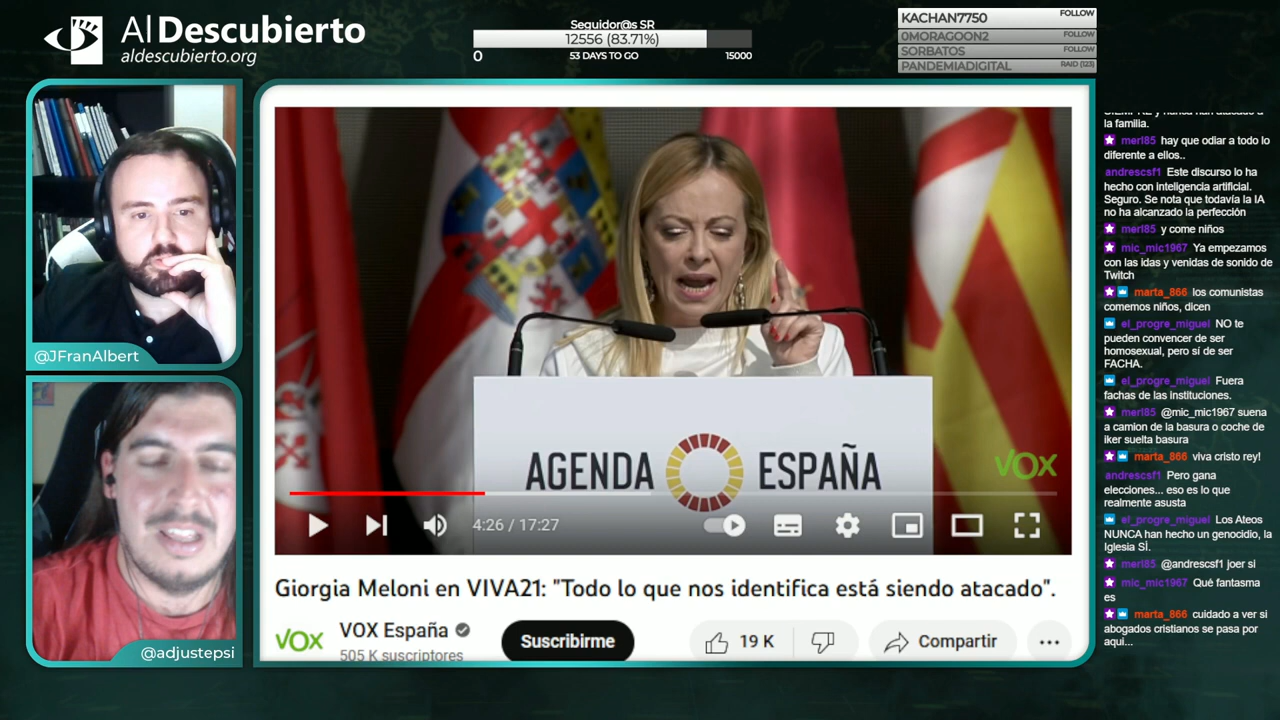 Al Descubierto
aldescubierto.org
Seguidor@s SR
12556 (83.71%)
0
53 DAYS TO GO
15000
KACHAN7750
FOLLOW
0MORAGOON2
FOLLOW
SORBATOS
FOLLOW
PANDEMIADIGITAL
RAID (123)
@JFranAlbert
@adjustepsi
AGENDA ESPAÑA
VOX
4:26 / 17:27
Giorgia Meloni en VIVA21: "Todo lo que nos identifica está siendo atacado".
VOX
VOX España
505 K suscriptores
Suscribirme
19 K
Compartir
la familia.
merl85 hay que odiar a todo lo
diferente a ellos..
andrescsf1 Este discurso lo ha
hecho con inteligencia artificial.
Seguro. Se nota que todavía la IA
no ha alcanzado la perfección
merl85 y come niños
mic_mic1967 Ya empezamos
con las idas y venidas de sonido de
Twitch
marta_866 los comunistas
comemos niños, dicen
el_progre_miguel NO te
pueden convencer de ser
homosexual, pero sí de ser
FACHA.
el_progre_miguel Fuera
fachas de las instituciones.
merl85 @mic_mic1967 suena
a camion de la basura o coche de
iker suelta basura
marta_866 viva cristo rey!
andrescsf1 Pero gana
elecciones... eso es lo que
realmente asusta
el_progre_miguel Los Ateos
NUNCA han hecho un genocidio, la
Iglesia SÌ.
merl85 @andrescsf1 joer si
mic_mic1967 Qué fantasma
es
marta_866 cuidado a ver si
abogados cristianos se pasa por
aqui...